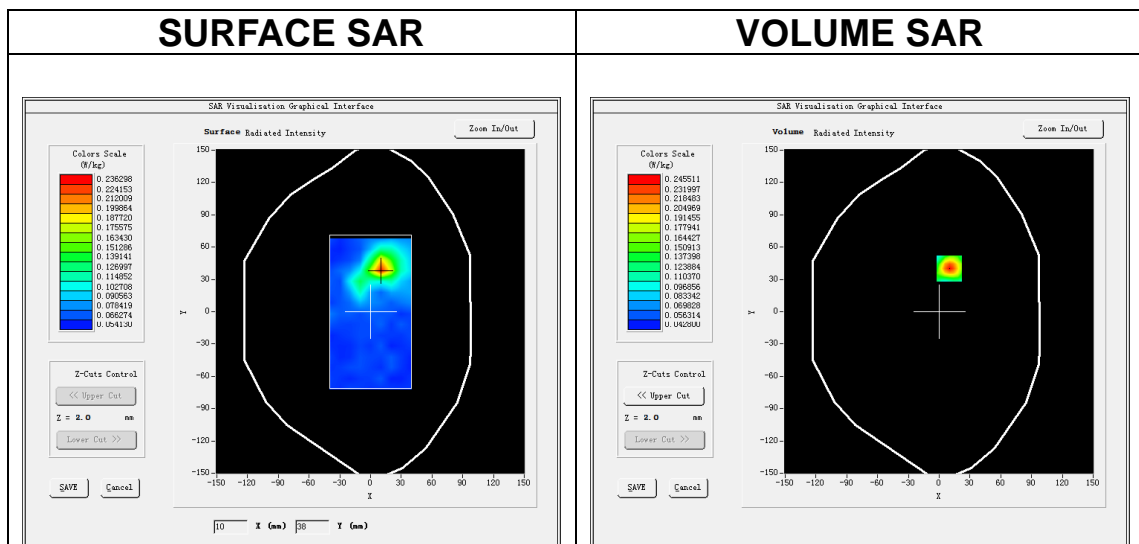 SURFACE SAR
VOLUME SAR
SAR Visualisation Graphical Interface
Surface Radiated Intensity
Zoom In/Out
Colors Scale
(W/kg)
0.236298
0.224153
0.212009
0.199864
0.187720
0.175575
0.163430
0.151286
0.139141
0.126997
0.114852
0.102708
0.090563
0.078419
0.066274
0.054130
150
120
90
60
30
0
-30
-60
-90
-120
-150
Y
-150 -120 -90 -60 -30 0 30 60 90 120 150
X
Z-Cuts Control
<< Upper Cut
Z = 2.0 mm
Lower Cut >>
SAVE Cancel
10 X (mm) 38 Y (mm)
SAR Visualisation Graphical Interface
Volume Radiated Intensity
Zoom In/Out
Colors Scale
(W/kg)
0.245511
0.231997
0.218483
0.204969
0.191455
0.177941
0.164427
0.150913
0.137398
0.123884
0.110370
0.096856
0.083342
0.069828
0.056314
0.042800
150
120
90
60
30
0
-30
-60
-90
-120
-150
Y
-150 -120 -90 -60 -30 0 30 60 90 120 150
X
Z-Cuts Control
<< Upper Cut
Z = 2.0 mm
Lower Cut >>
SAVE Cancel